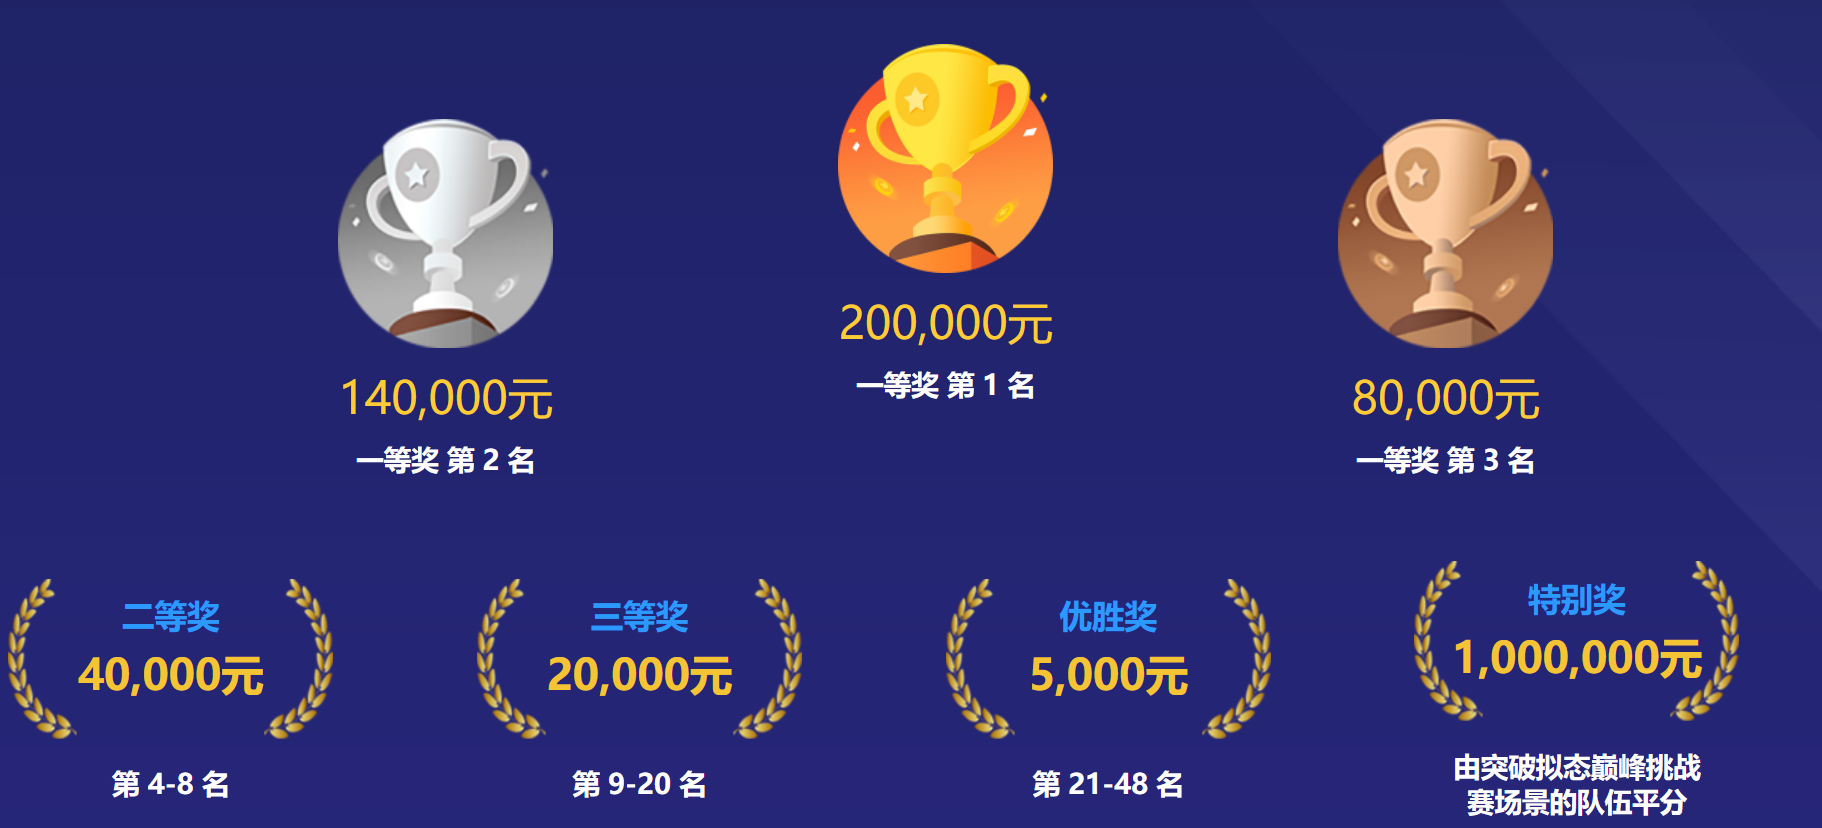 200,000元
一等奖 第 1 名
140,000元
一等奖 第 2 名
80,000元
一等奖 第 3 名
二等奖
40,000元
第 4-8 名
三等奖
20,000元
第 9-20 名
优胜奖
5,000元
第 21-48 名
特别奖
1,000,000元
由突破拟态巅峰挑战
赛场景的队伍平分